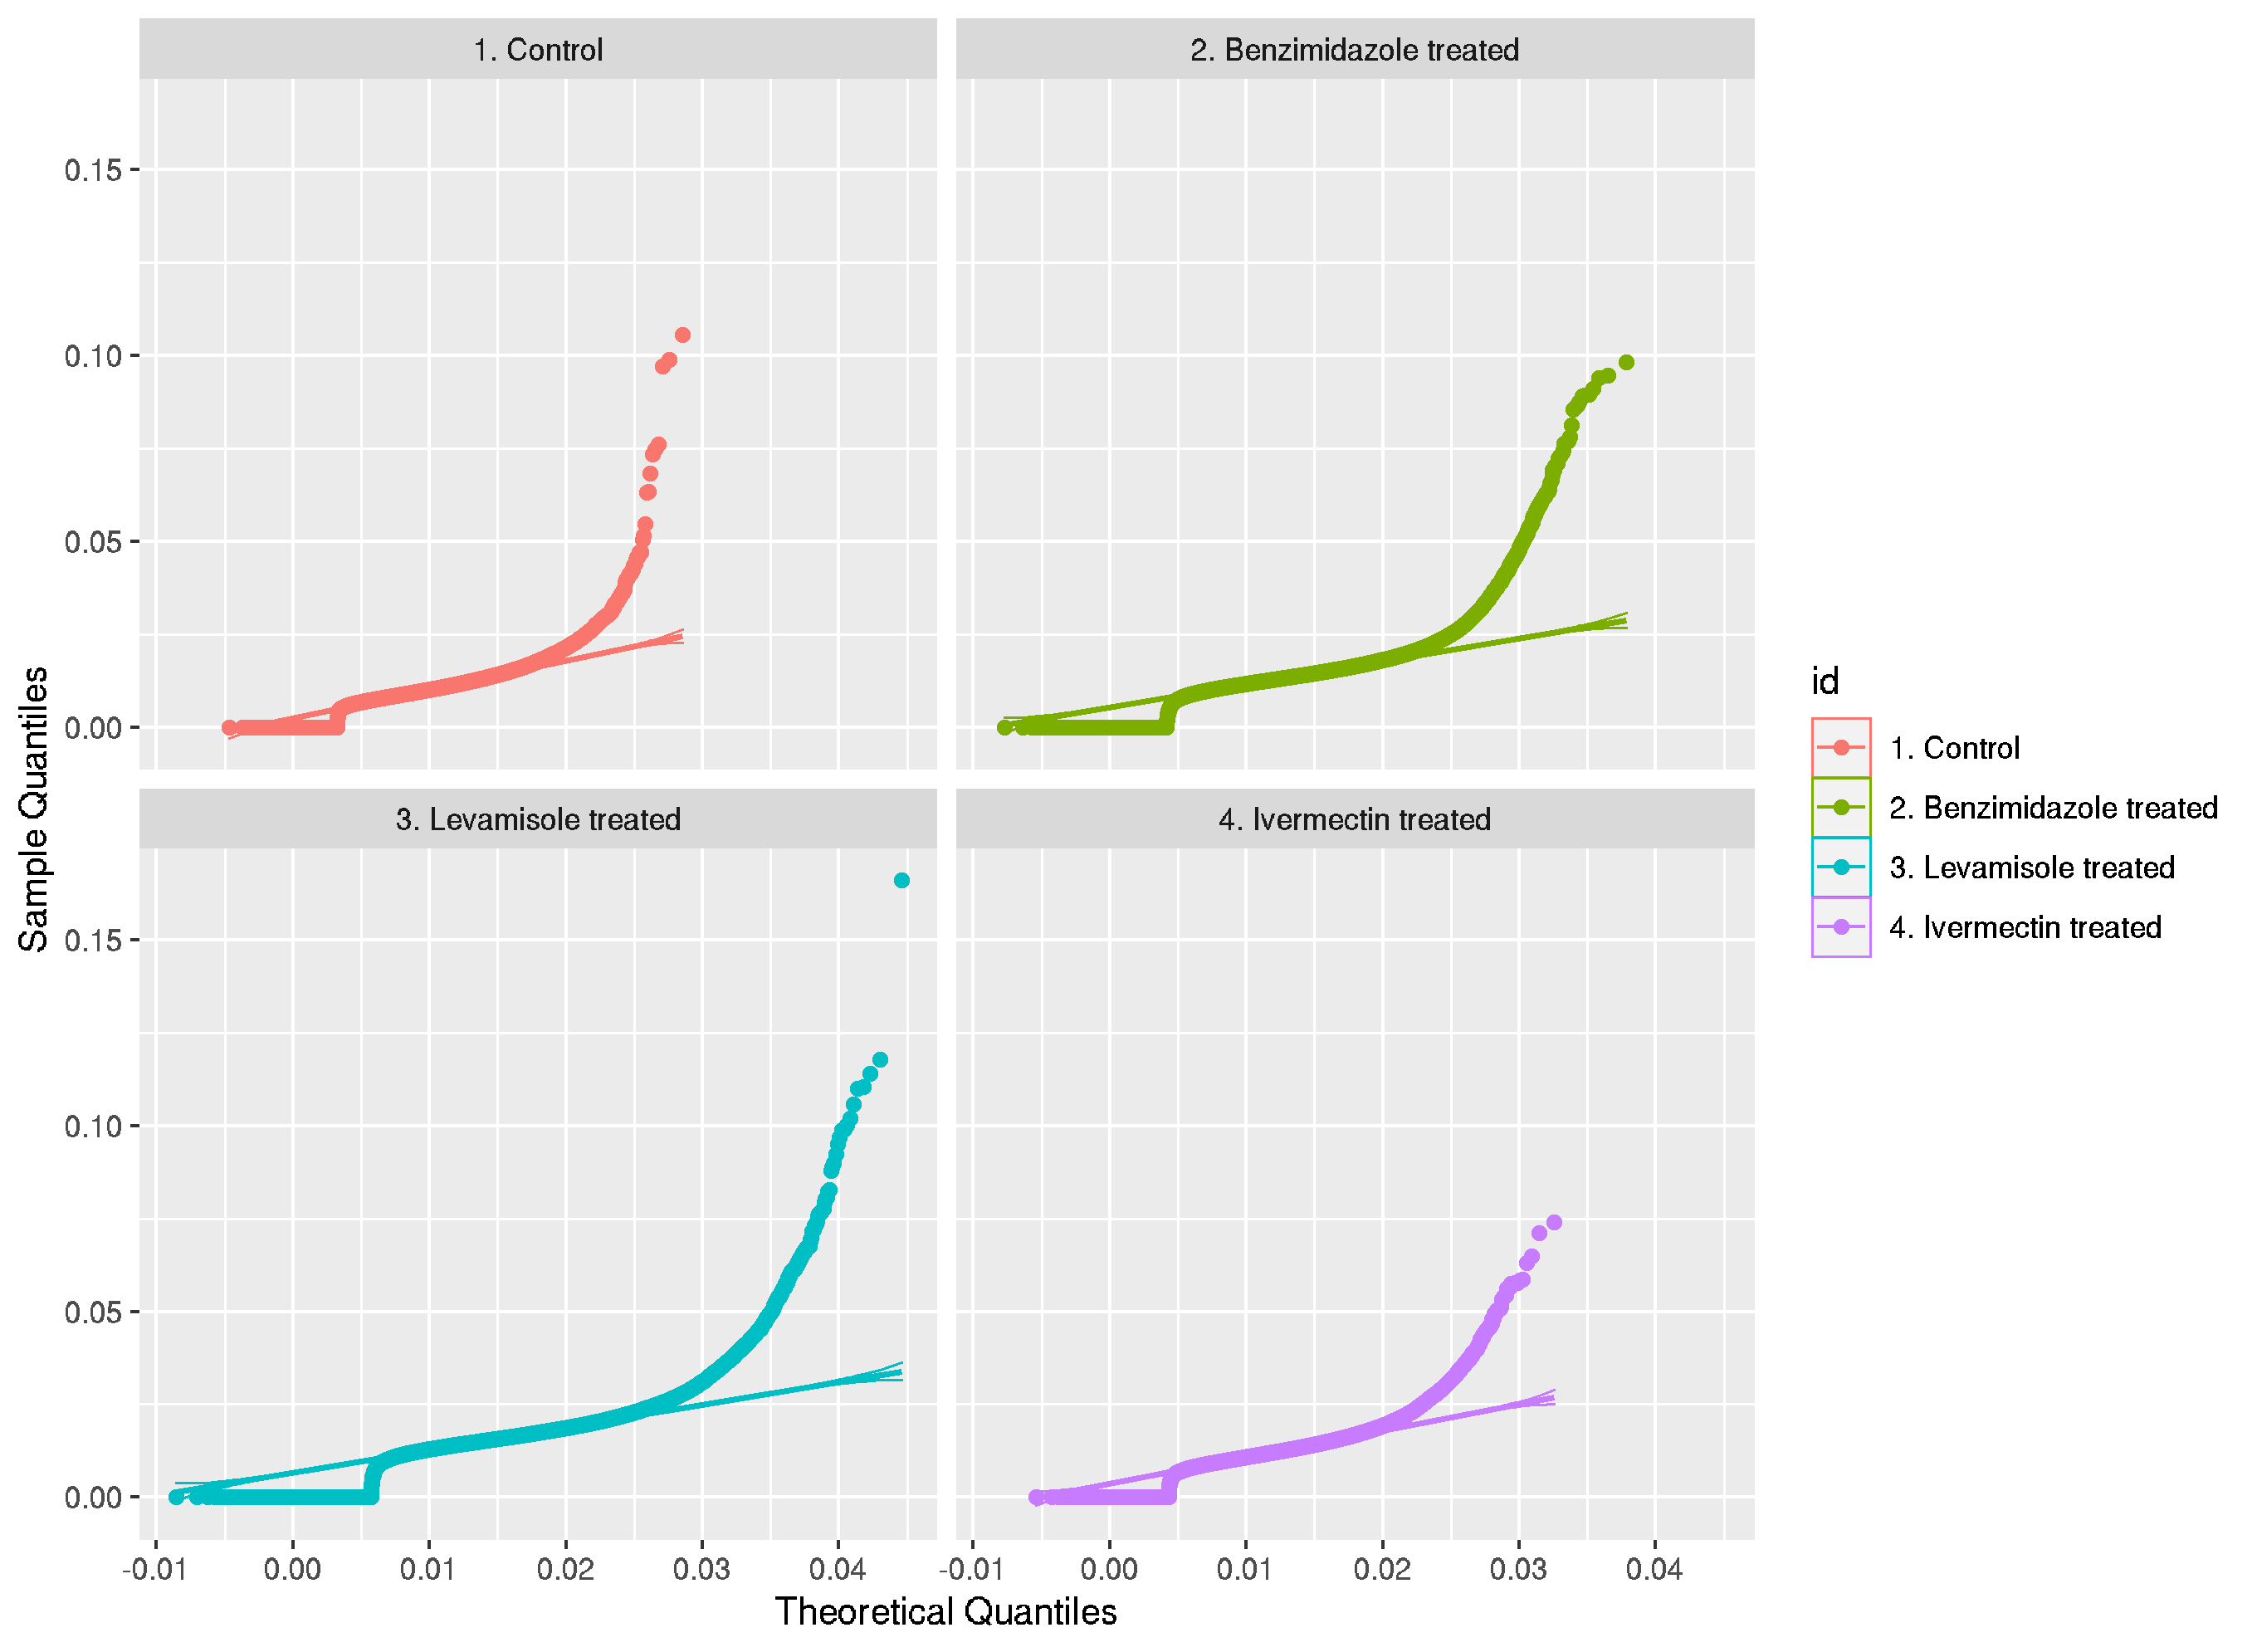 1. Control
2. Benzimidazole treated
0.15
0.10
0.05
0.00
3. Levamisole treated
4. Ivermectin treated
0.15
0.10
0.05
0.00
-0.01 0.00 0.01 0.02 0.03 0.04
-0.01 0.00 0.01 0.02 0.03 0.04
Theoretical Quantiles
Sample Quantiles
id
1. Control
2. Benzimidazole treated
3. Levamisole treated
4. Ivermectin treated